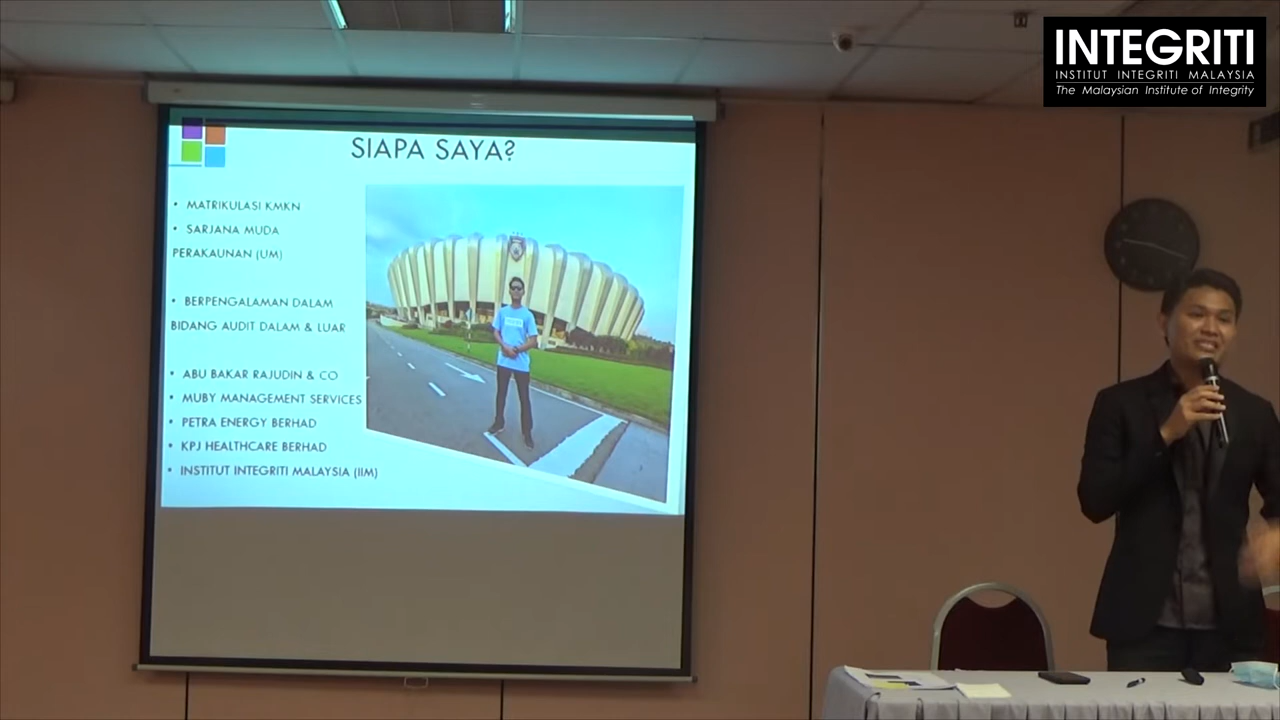 INTEGRITI
INSTITUT INTEGRITI MALAYSIA
The Malaysian Institute of Integrity
SIAPA SAYA?
• MATRIKULASI KMKN
• SARJANA MUDA
PERAKAUNAN (UM)
• BERPENGALAMAN DALAM
BIDANG AUDIT DALAM & LUAR
• ABU BAKAR RAJUDIN & CO
• MUBY MANAGEMENT SERVICES
• PETRA ENERGY BERHAD
• KPJ HEALTHCARE BERHAD
• INSTITUT INTEGRITI MALAYSIA (IIM)